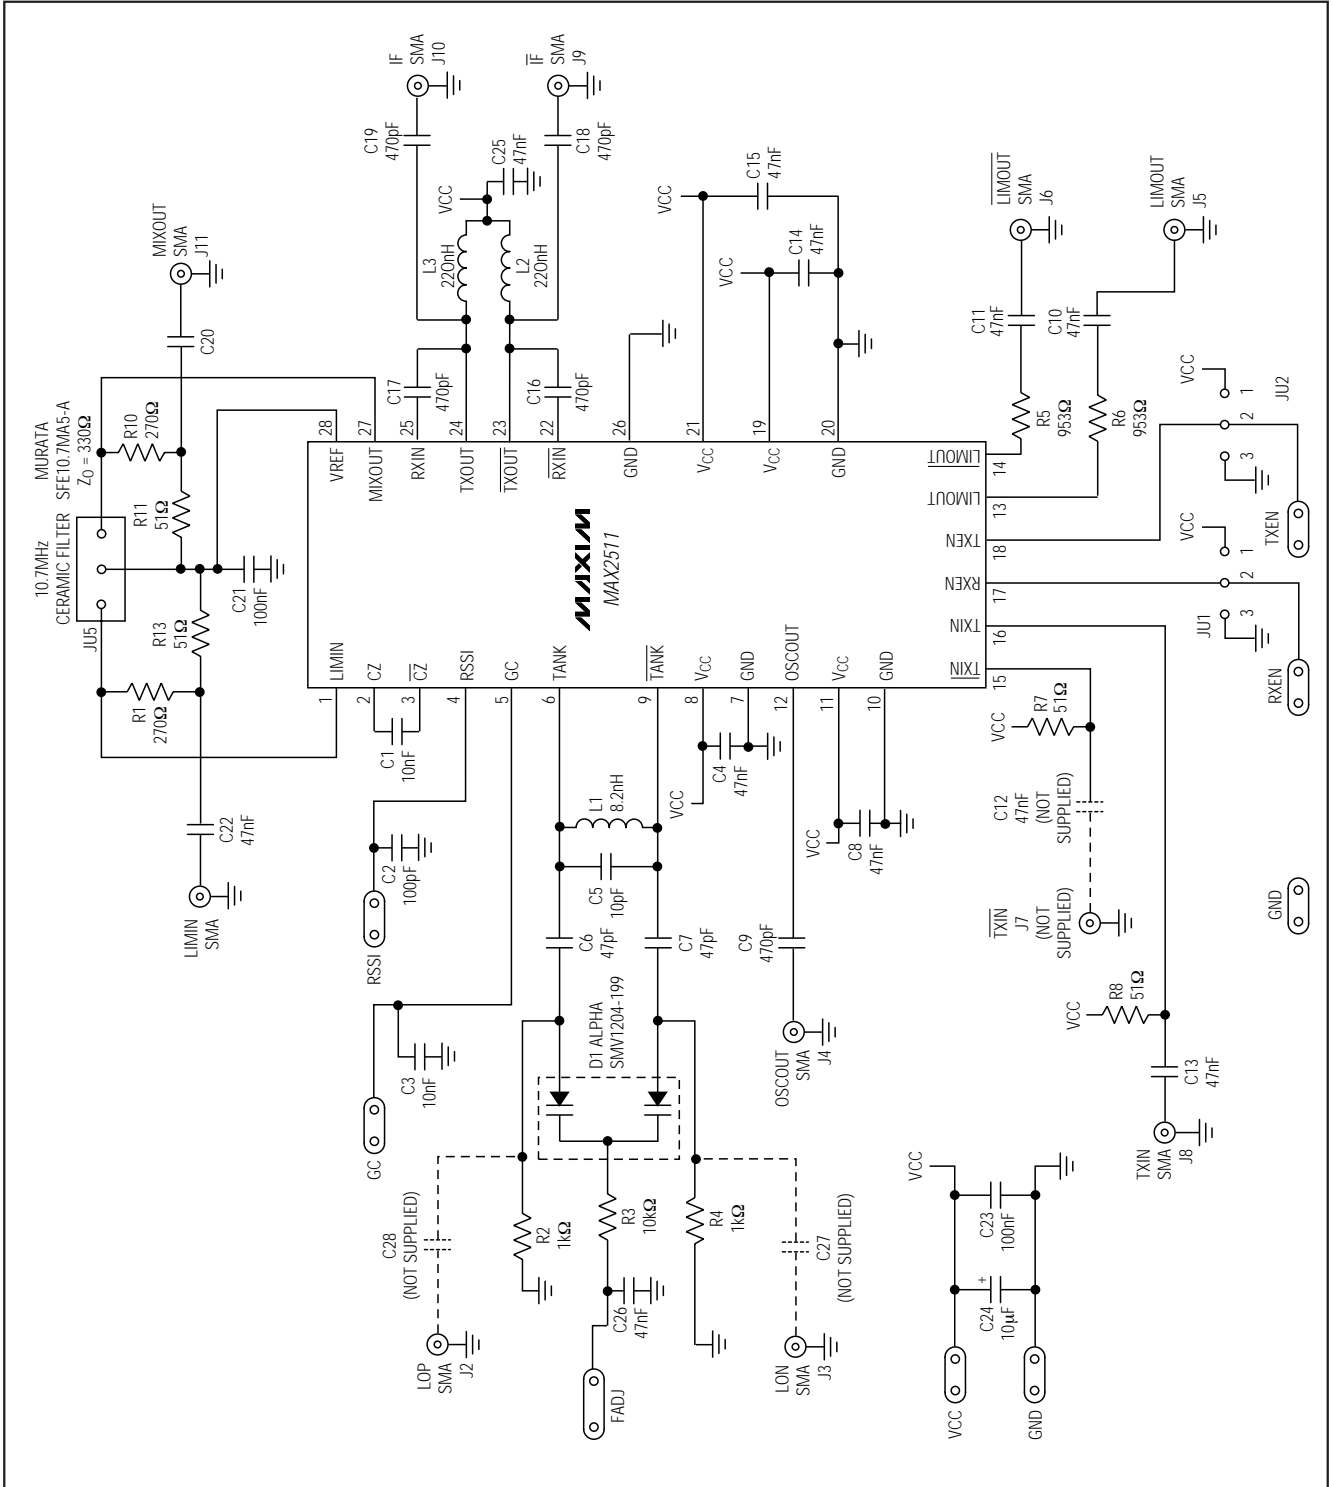 10.7MHz
CERAMIC FILTER
MURATA
SFE10.7MA5-A
ZO = 330Ω
JU5
R1
270Ω
R13
51Ω
R11
51Ω
R10
270Ω
C21
100nF
C20
MIXOUT
SMA
J11
LIMIN
SMA
C22
47nF
C19
470pF
IF
SMA
J10
IF
SMA
J9
C18
470pF
VCC
C25
47nF
L3
220nH
L2
220nH
C17
470pF
C16
470pF
VCC
C15
47nF
VCC
C14
47nF
28
27
25
24
23
22
26
21
19
20
VREF
MIXOUT
RXIN
TXOUT
TXOUT
RXIN
GND
VCC
VCC
GND
MAXIM
MAX2511
LIMIN
CZ
CZ
RSSI
GC
TANK
TANK
VCC
GND
OSCOUT
VCC
GND
1
2
3
4
5
6
9
8
7
12
11
10
LIMOUT
LIMOUT
TXEN
RXEN
TXIN
TXIN
14
13
18
17
16
15
R5
953Ω
R6
953Ω
C11
47nF
C10
47nF
LIMOUT
SMA
J6
LIMOUT
SMA
J5
VCC
1
2
3
JU2
TXEN
VCC
1
2
3
JU1
RXEN
C1
10nF
RSSI
C2
100pF
GC
C3
10nF
L1
8.2nH
C5
10pF
C6
47pF
C7
47pF
VCC
C4
47nF
C9
470pF
OSCOUT
SMA
J4
VCC
C8
47nF
D1 ALPHA
SMV1204-199
R2
1kΩ
R3
10kΩ
R4
1kΩ
C28
(NOT SUPPLIED)
LOP
SMA
J2
C26
47nF
FADJ
C27
(NOT SUPPLIED)
LON
SMA
J3
VCC
R7
51Ω
C12
47nF
(NOT
SUPPLIED)
TXIN
J7
(NOT
SUPPLIED)
GND
VCC
R8
51Ω
C13
47nF
TXIN
SMA
J8
VCC
C23
100nF
+
C24
10µF
VCC
GND